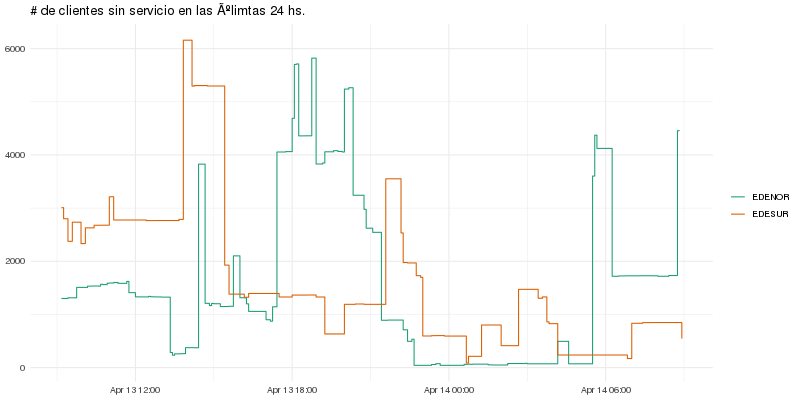 # de clientes sin servicio en las Ãºlimtas 24 hs.
6000
4000
2000
0
Apr 13 12:00
Apr 13 18:00
Apr 14 00:00
Apr 14 06:00
EDENOR
EDESUR